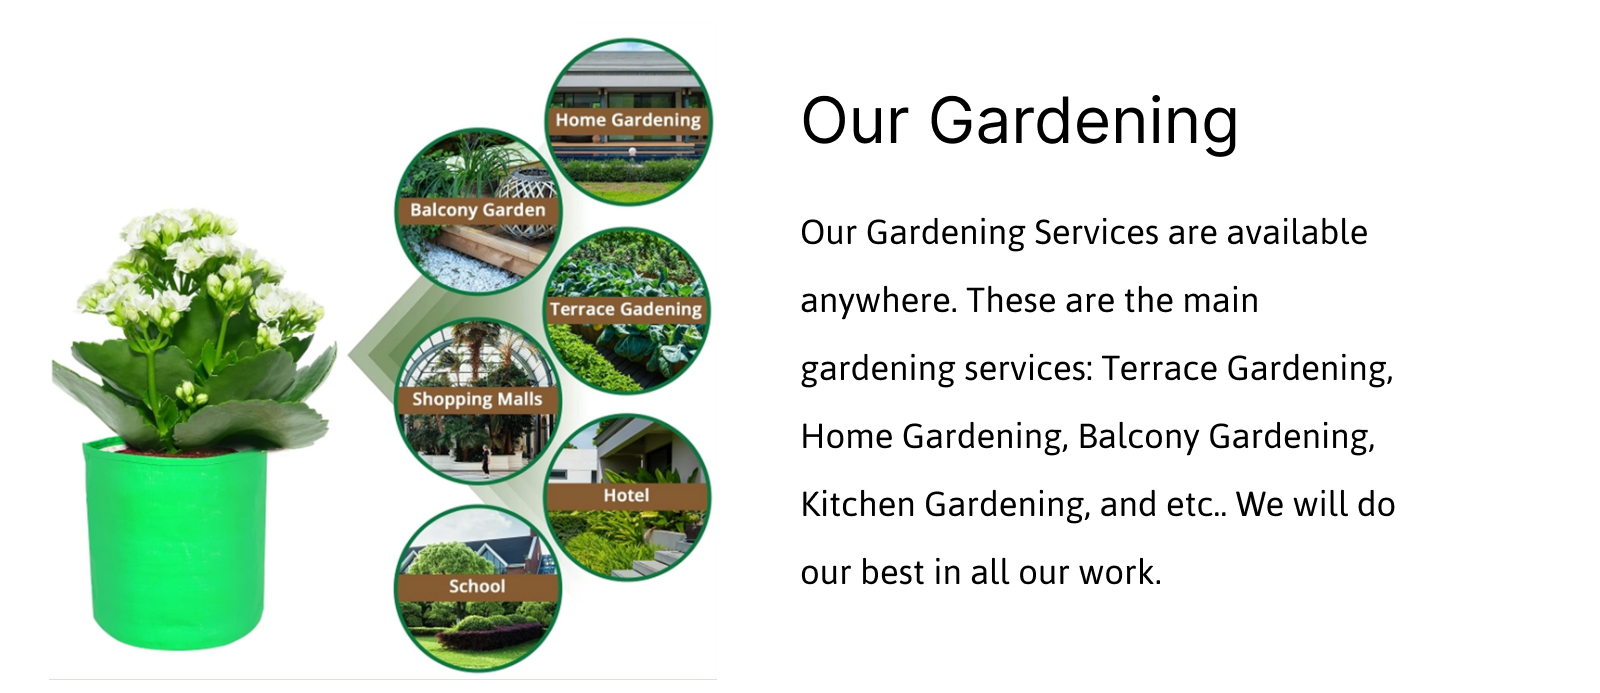 Home Gardening
Balcony Garden
Terrace Gadening
Shopping Malls
Hotel
School
Our Gardening
Our Gardening Services are available
anywhere. These are the main
gardening services: Terrace Gardening,
Home Gardening, Balcony Gardening,
Kitchen Gardening, and etc.. We will do
our best in all our work.